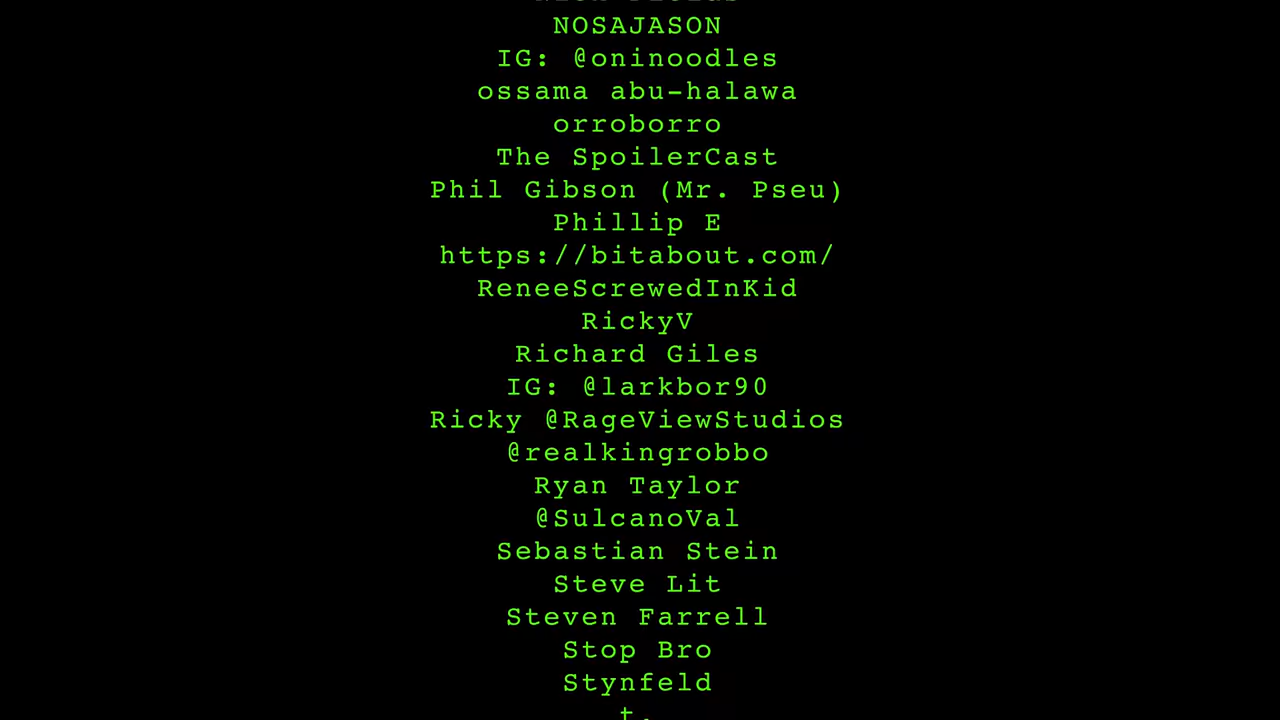 NOSAJASON
IG: @oninoodles
ossama abu-halawa
orroborro
The SpoilerCast
Phil Gibson (Mr. Pseu)
Phillip E
https://bitabout.com/
ReneeScrewedInKid
RickyV
Richard Giles
IG: @larkbor90
Ricky @RageViewStudios
@realkingrobbo
Ryan Taylor
@SulcanoVal
Sebastian Stein
Steve Lit
Steven Farrell
Stop Bro
Stynfeld